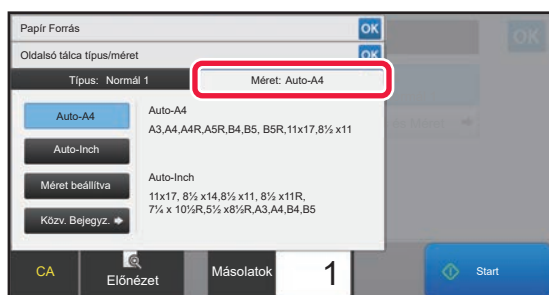 Papír Forrás
OK
Oldalsó tálca típus/méret
OK
Típus: Normál 1
Méret: Auto-A4
Auto-A4
Auto-A4
A3,A4,A4R,A5R,B4,B5, B5R,11x17,8½ x11
Auto-Inch
Méret beállítva
Auto-Inch
11x17, 8½ x14,8½ x11, 8½ x11R,
7¼ x 10½R,5½ x8½R,A3,A4,B4,B5
Közv. Bejegyz.
CA
Előnézet
Másolatok
1
Start
OK